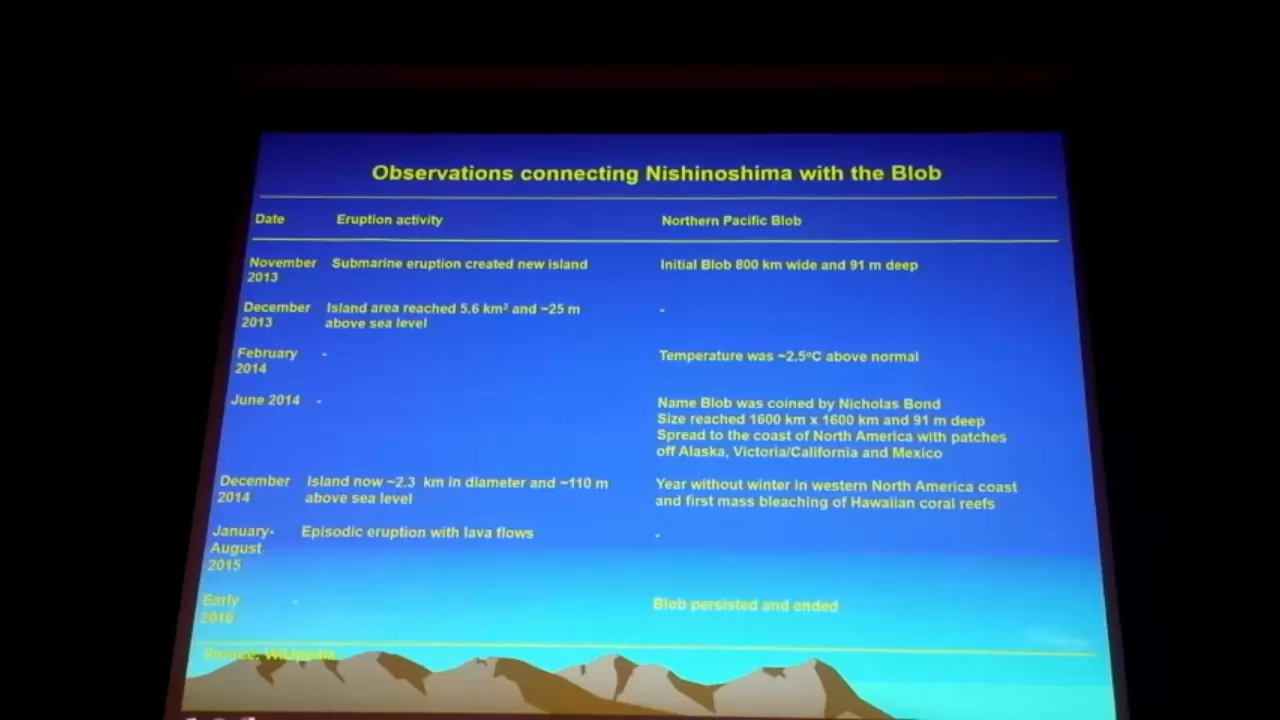 Observations connecting Nishinoshima with the Blob
Date Eruption activity Northern Pacific Blob
November 2013 Submarine eruption created new island Initial Blob 800 km wide and 91 m deep
December 2013 Island area reached 5.6 km² and ~25 m above sea level -
February 2014 - Temperature was ~2.5°C above normal
June 2014 - Name Blob was coined by Nicholas Bond
Size reached 1600 km x 1600 km and 91 m deep
Spread to the coast of North America with patches
off Alaska, Victoria/California and Mexico
December 2014 Island now ~2.3 km in diameter and ~110 m above sea level Year without winter in western North America coast
and first mass bleaching of Hawaiian coral reefs
January-August 2015 Episodic eruption with lava flows -
Early 2016 - Blob persisted and ended
Source: Wikipedia